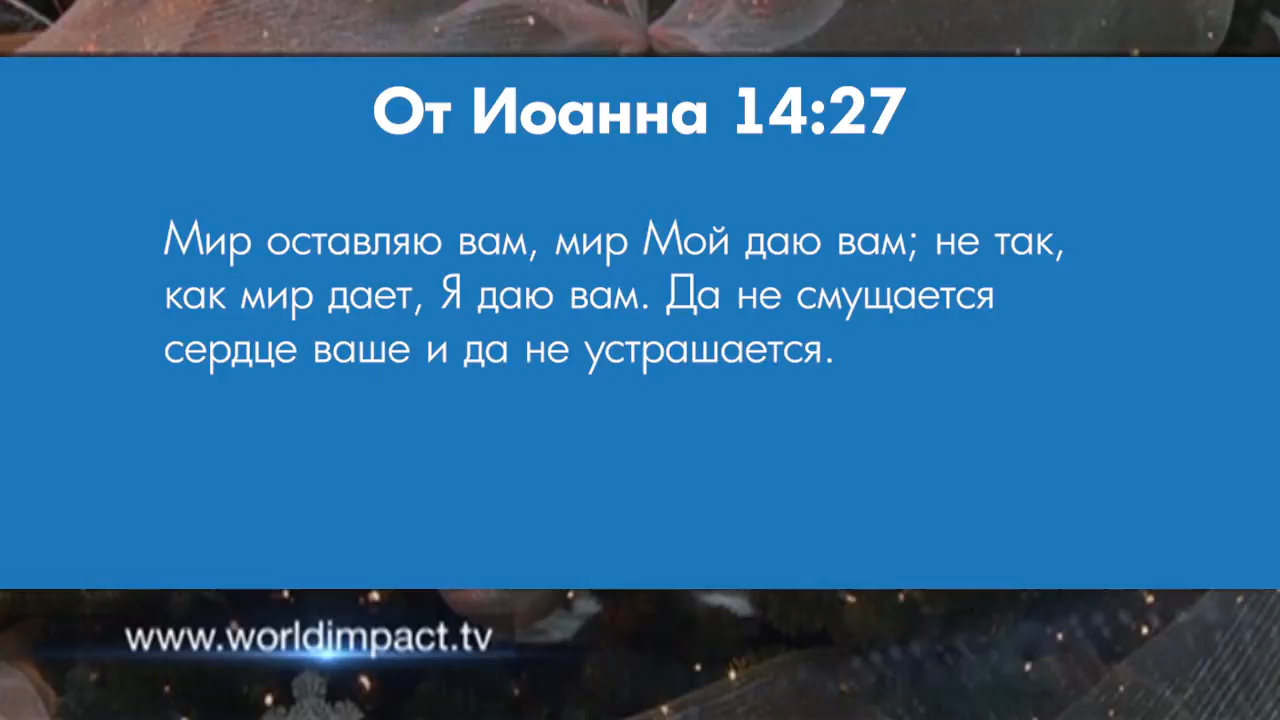 От Иоанна 14:27
Мир оставляю вам, мир Мой даю вам; не так,
как мир дает, Я даю вам. Да не смущается
сердце ваше и да не устрашается.
www.worldimpact.tv